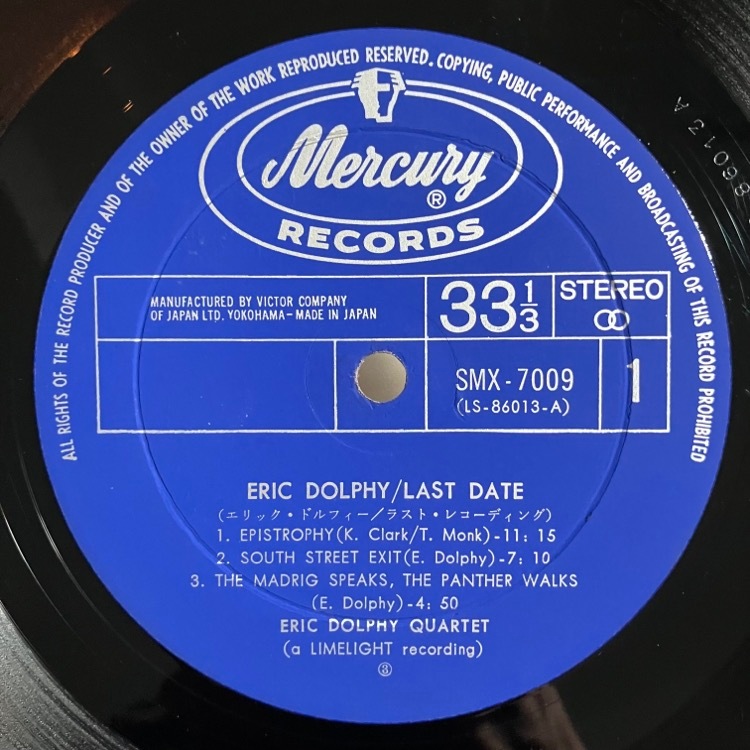 ALL RIGHTS OF THE RECORD PRODUCER AND OF THE OWNER OF THE WORK REPRODUCED RESERVED. COPYING, PUBLIC PERFORMANCE AND BROADCASTING OF THIS RECORD PROHIBITED
Mercury
®
RECORDS
MANUFACTURED BY VICTOR COMPANY
OF JAPAN LTD. YOKOHAMA-MADE IN JAPAN
33 1/3
STEREO
SMX-7009
(LS-86013-A)
1
ERIC DOLPHY/LAST DATE
(エリック・ドルフィー/ラスト・レコーディング)
1. EPISTROPHY(K. Clark/T. Monk)-11: 15
2. SOUTH STREET EXIT(E. Dolphy)-7: 10
3. THE MADRIG SPEAKS, THE PANTHER WALKS
(E. Dolphy)-4: 50
ERIC DOLPHY QUARTET
(a LIMELIGHT recording)
③
86013 A